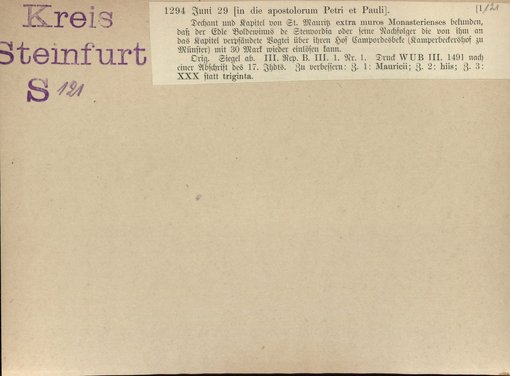 Kreis
Steinfurt
S 121
[I/21
1294 Juni 29 [in die apostolorum Petri et Pauli].
Dechant und Kapitel von St. Mauritz extra muros Monasterienses bekunden,
daß der Edle Boldewinus de Stenvordia oder seine Nachfolger die von ihm an
das Kapitel verpfändete Vogtei über ihren Hof Campordesbeke (Kamperbeckershof zu
Münster) mit 30 Mark wieder einlösen kann.
Orig. Siegel ab. III. Rep. B. III. 1. Nr. 1. Druck WUB III. 1491 nach
einer Abschrift des 17. Jhdts. Zu verbessern: Z. 1: Mauricii; Z. 2: hiis; Z. 3:
XXX statt triginta.